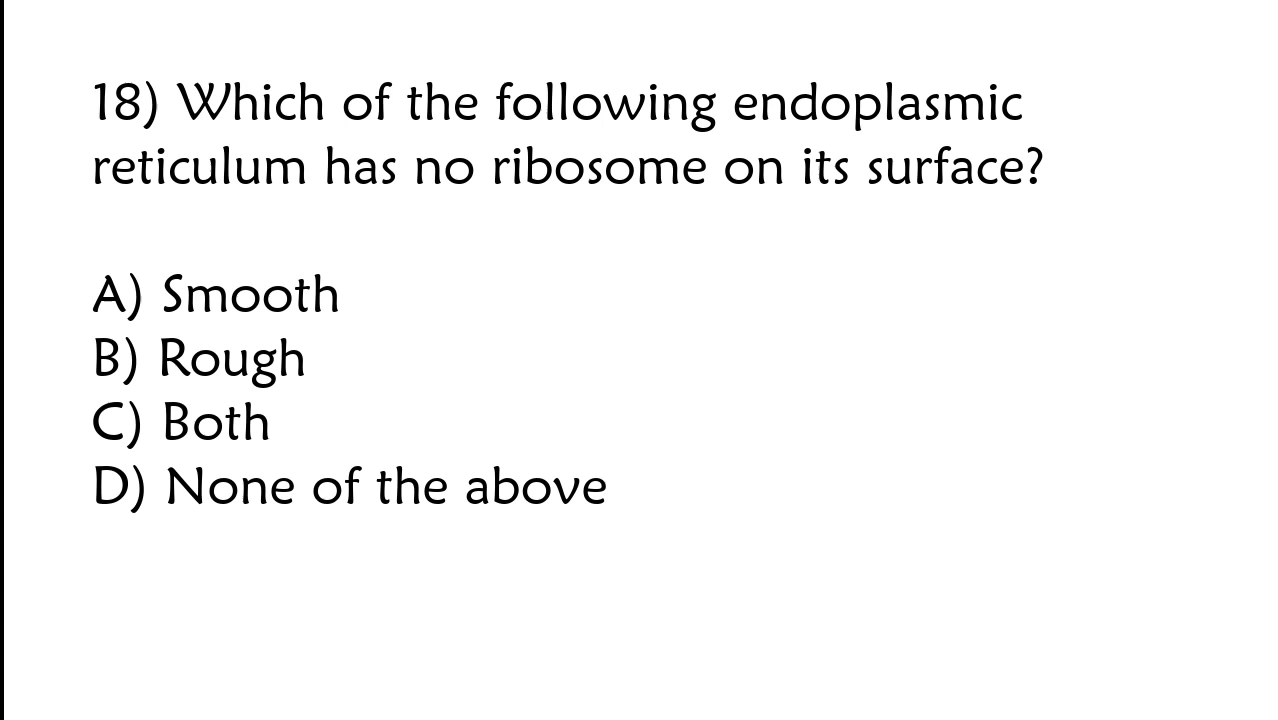 18) Which of the following endoplasmic
reticulum has no ribosome on its surface?
A) Smooth
B) Rough
C) Both
D) None of the above